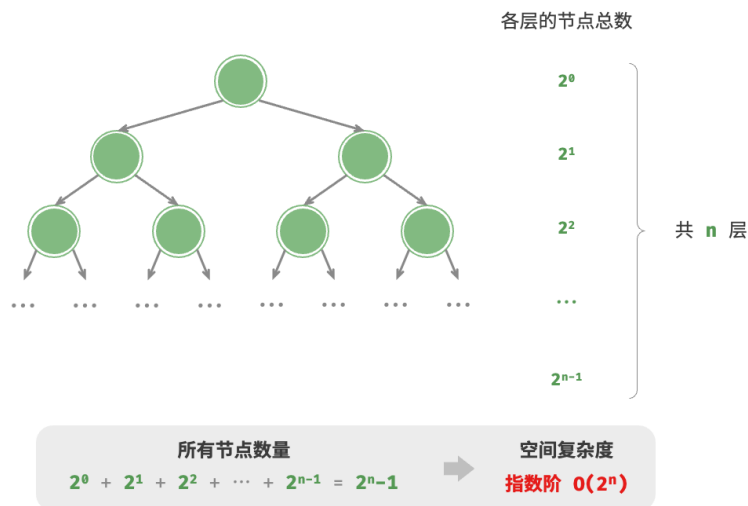 各层的节点总数
2⁰
2¹
2²
...
2ⁿ⁻¹
共 n 层
... ... ... ... ... ... ... ...
所有节点数量
2⁰ + 2¹ + 2² + ⋯ + 2ⁿ⁻¹ = 2ⁿ-1
空间复杂度
指数阶 O(2ⁿ)